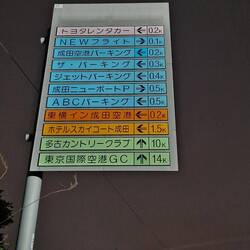 トヨタレンタカー ← 0.2K
NEWフライト ← 0.1K
成田空港パーキング ← 0.2K
ザ・パーキング ← 0.3K
ジェットパーキング ← 0.4K
成田ニューポートP ← 0.5K
ABCパーキング ← 0.5K
東横イン成田空港 ← 0.2K
ホテルスカイコート成田 ← 1.5K
多古カントリークラブ ↑ 10K
東京国際空港GC ↑ 14K